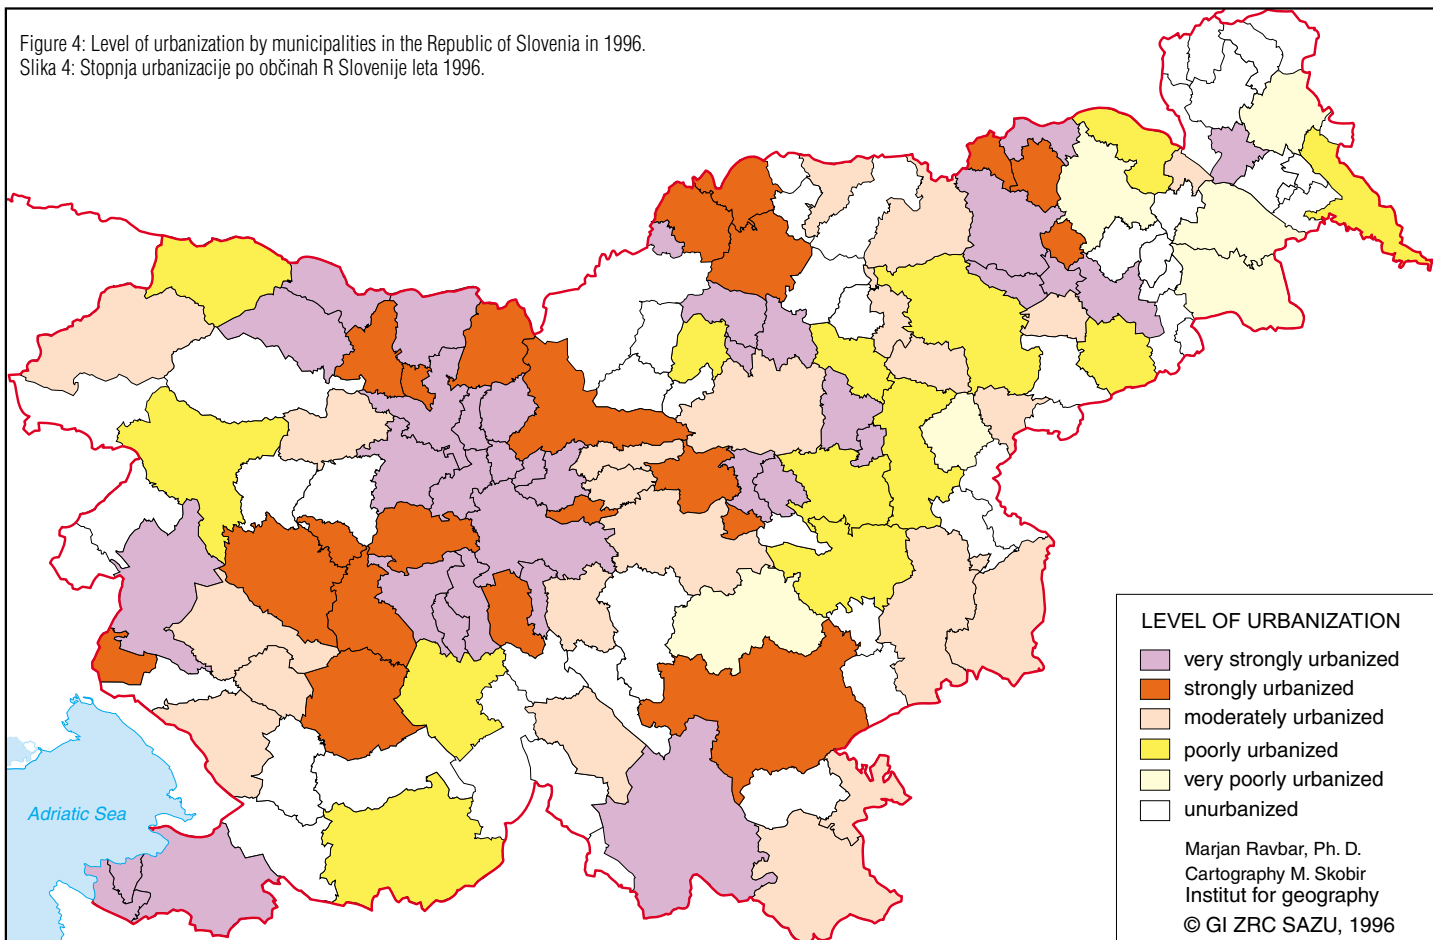 Figure 4: Level of urbanization by municipalities in the Republic of Slovenia in 1996.
Slika 4: Stopnja urbanizacije po občinah R Slovenije leta 1996.
Adriatic Sea
LEVEL OF URBANIZATION
very strongly urbanized
strongly urbanized
moderately urbanized
poorly urbanized
very poorly urbanized
unurbanized
Marjan Ravbar, Ph. D.
Cartography M. Skobir
Institut for geography
© GI ZRC SAZU, 1996